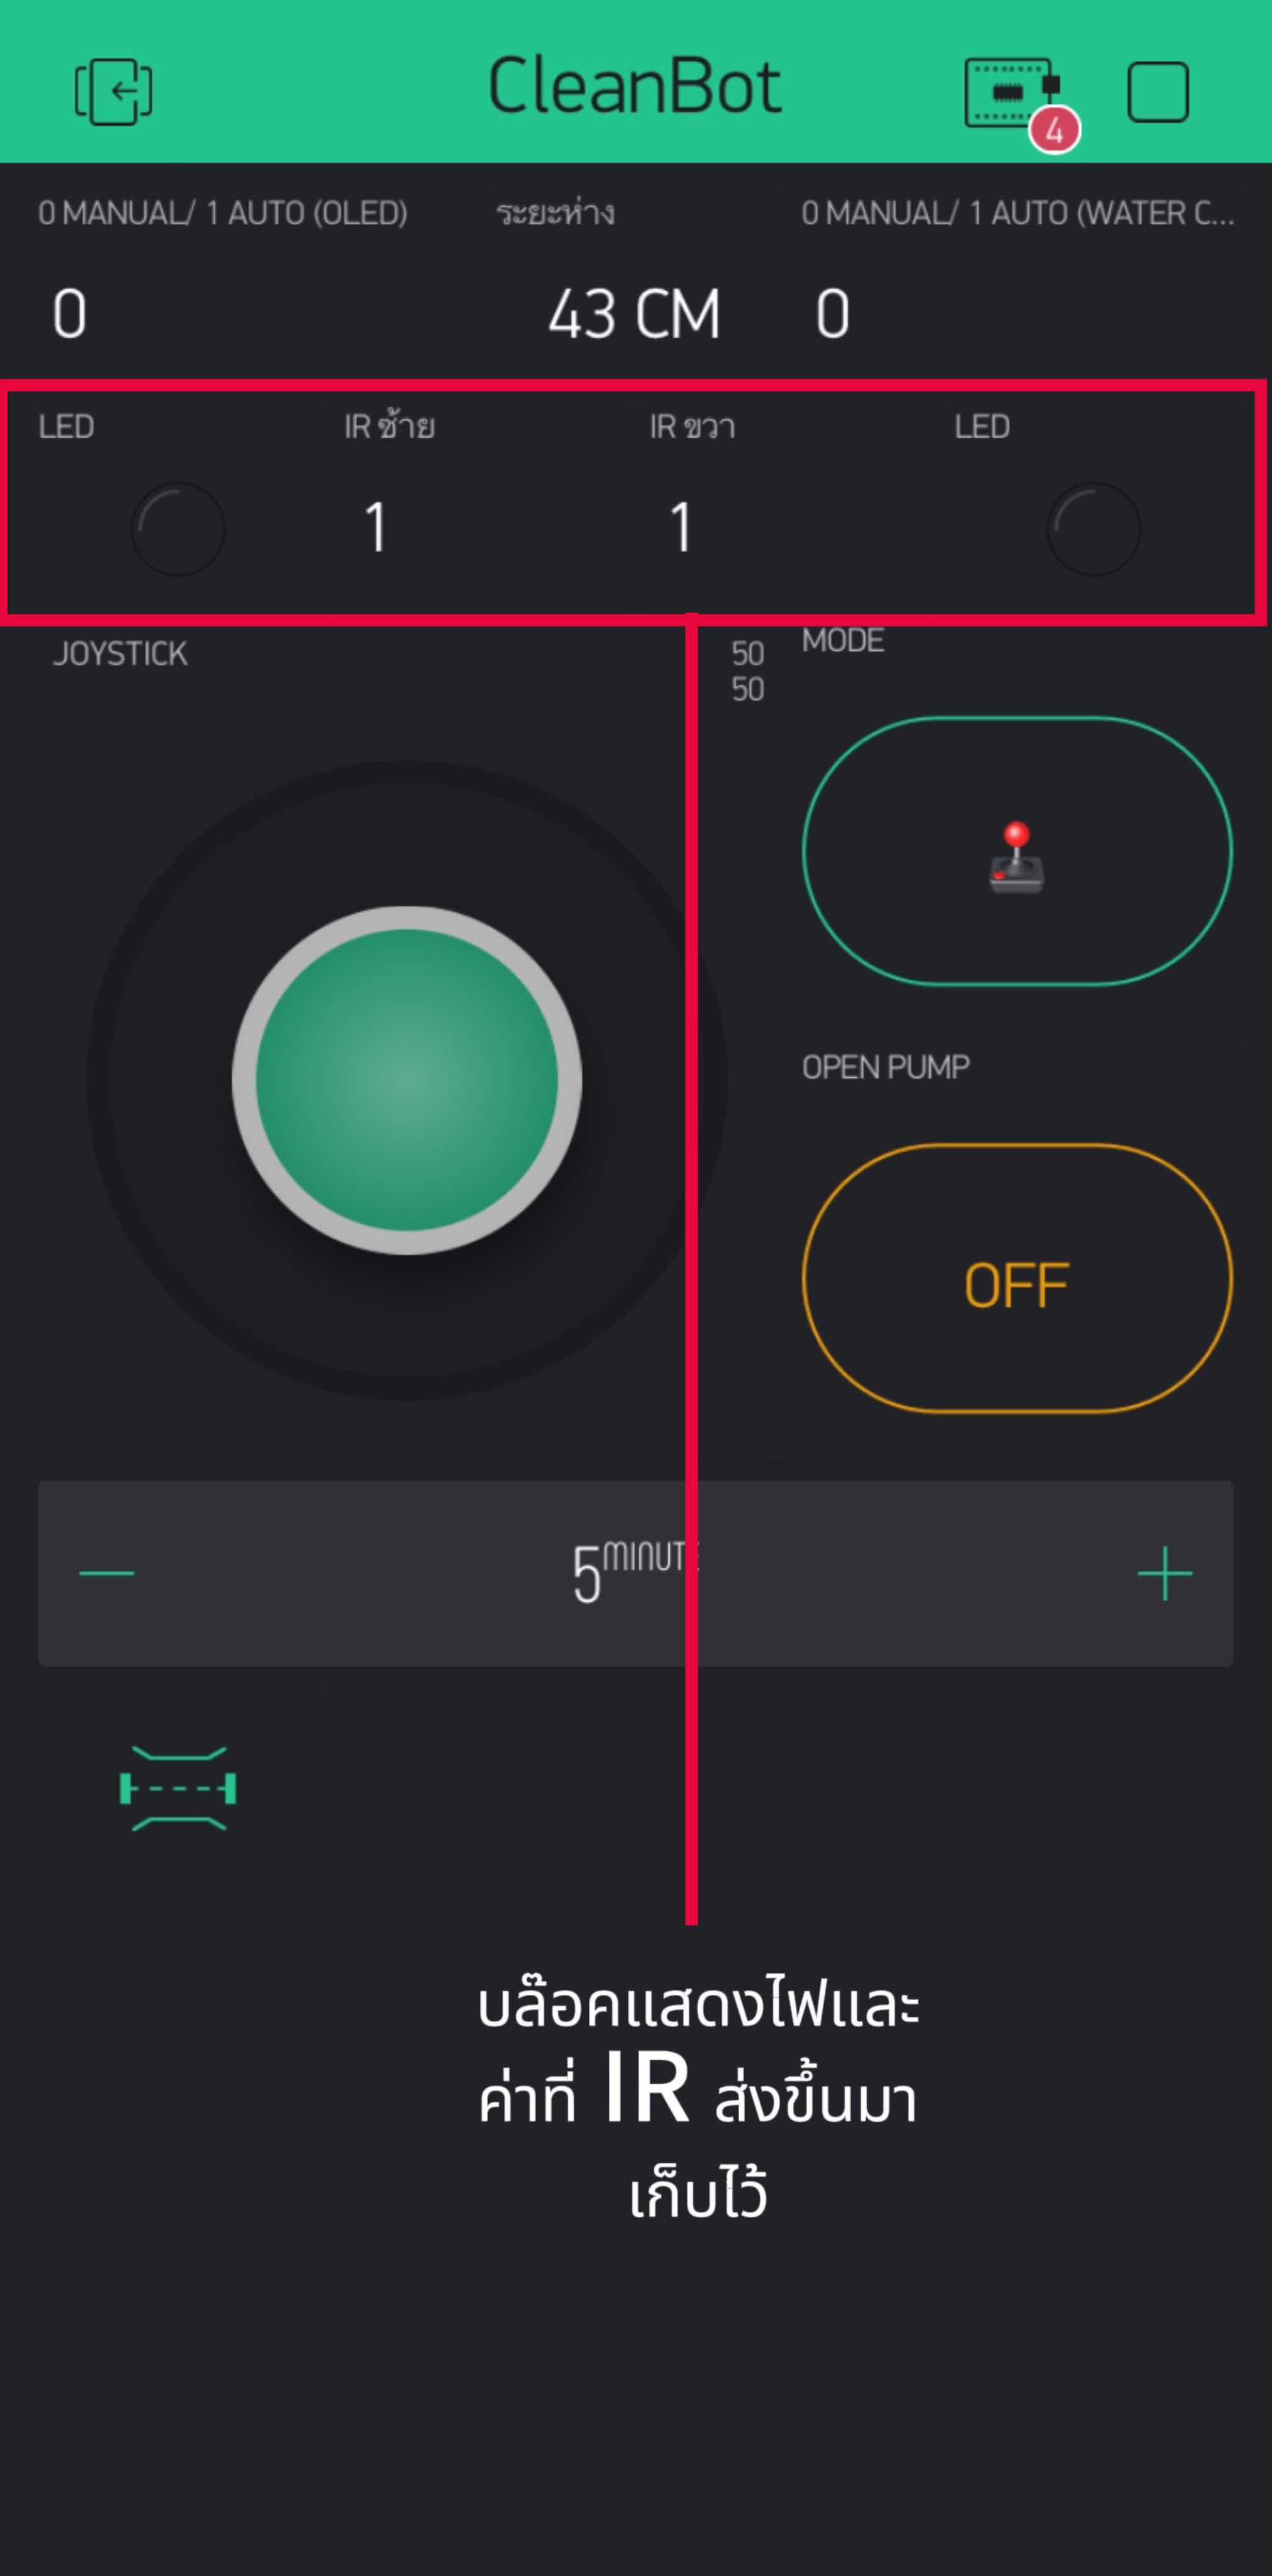 CleanBot
4
0 MANUAL/ 1 AUTO (OLED)
ระยะห่าง
0 MANUAL/ 1 AUTO (WATER C...
0
43 CM
0
LED
IR ซ้าย
IR ขวา
LED
1
1
JOYSTICK
50
50
MODE
OPEN PUMP
OFF
5 MINUTE
บล๊อคแสดงไฟและ
ค่าที่ IR ส่งขึ้นมา
เก็บไว้